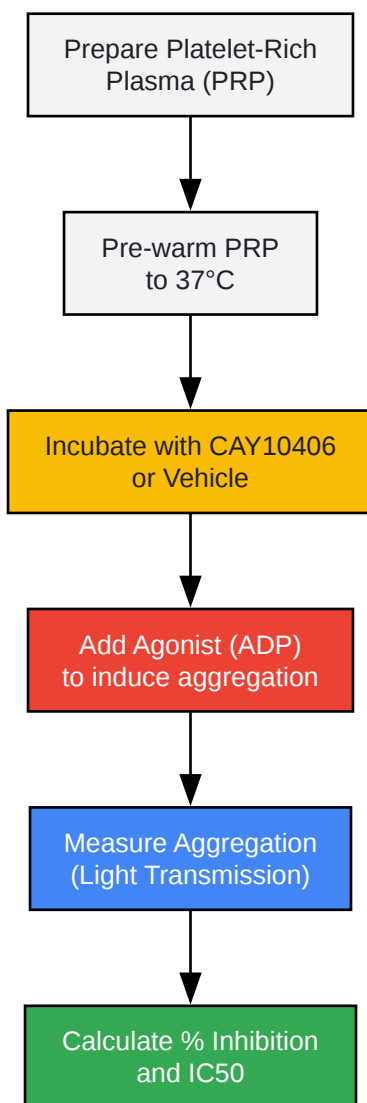 Prepare Platelet-Rich
Plasma (PRP)
Pre-warm PRP
to 37°C
Incubate with CAY10406
or Vehicle
Add Agonist (ADP)
to induce aggregation
Measure Aggregation
(Light Transmission)
Calculate % Inhibition
and IC50